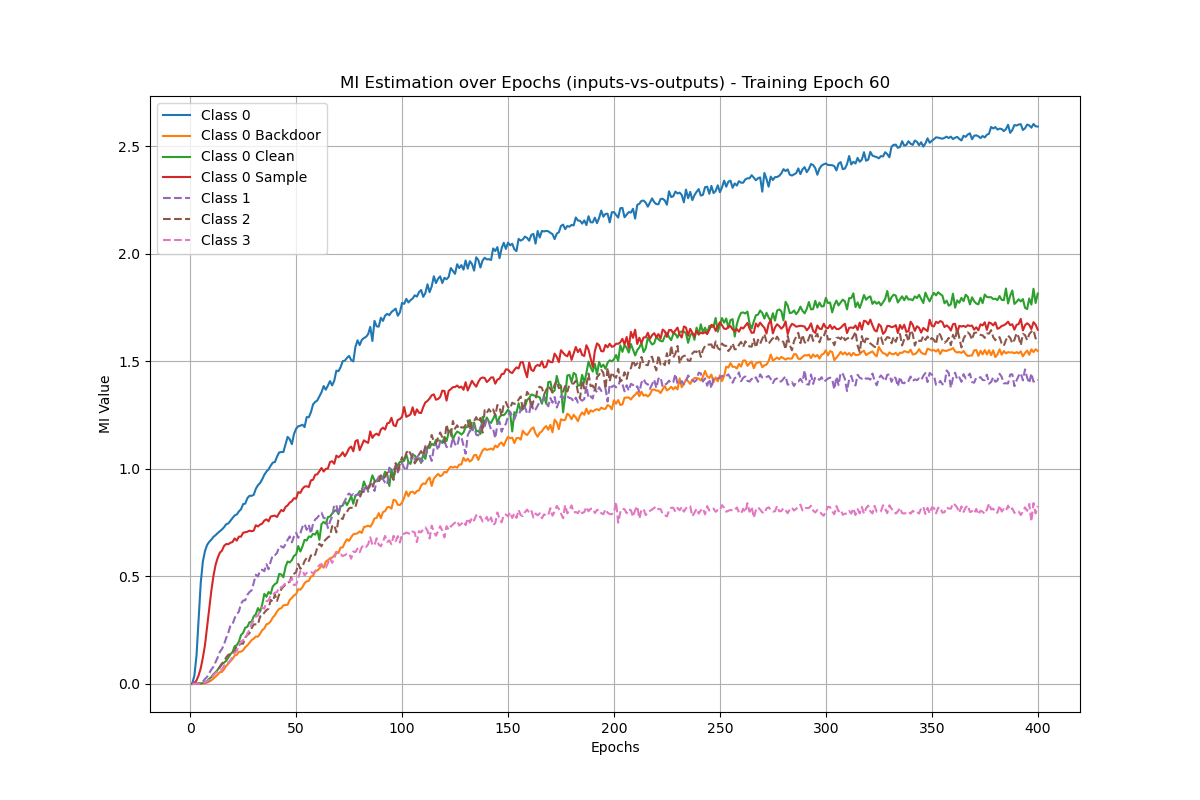 MI Estimation over Epochs (inputs-vs-outputs) - Training Epoch 60
Class 0
Class 0 Backdoor
Class 0 Clean
Class 0 Sample
Class 1
Class 2
Class 3
MI Value
2.5
2.0
1.5
1.0
0.5
0.0
0 50 100 150 200 250 300 350 400
Epochs